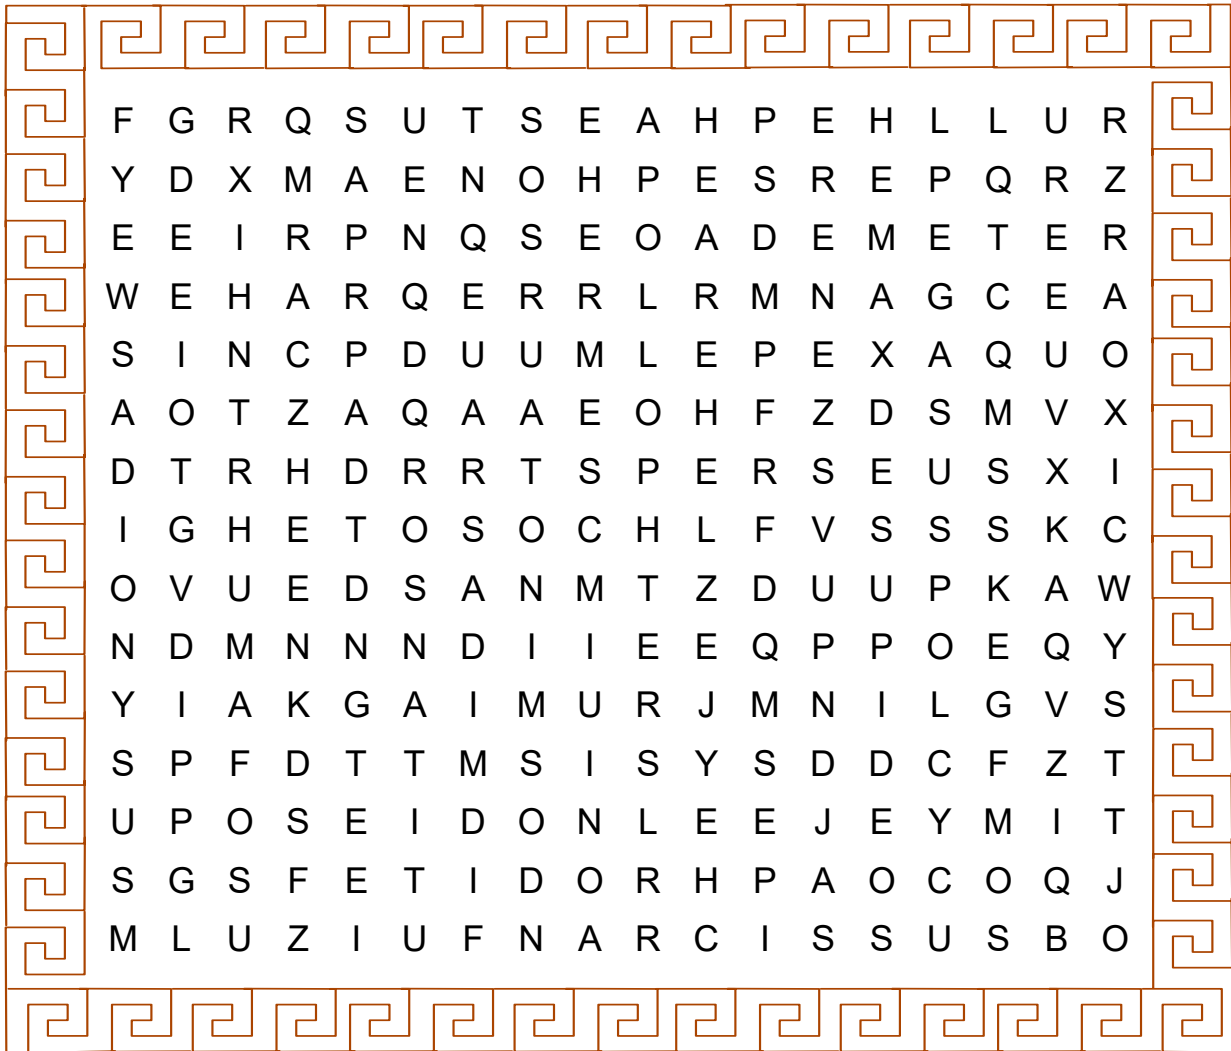 F G R Q S U T S E A H P E H L L U R
Y D X M A E N O H P E S R E P Q R Z
E E I R P N Q S E O A D E M E T E R
W E H A R Q E R R L R M N A G C E A
S I N C P D U U M L E P E X A Q U O
A O T Z A Q A A E O H F Z D S M V X
D T R H D R R T S P E R S E U S X I
I G H E T O S O C H L F V S S S K C
O V U E D S A N M T Z D U U P K A W
N D M N N N D I I E E Q P P O E Q Y
Y I A K G A I M U R J M N I L G V S
S P F D T T M S I S Y S D D C F Z T
U P O S E I D O N L E E J E Y M I T
S G S F E T I D O R H P A O C O Q J
M L U Z I U F N A R C I S S U S B O